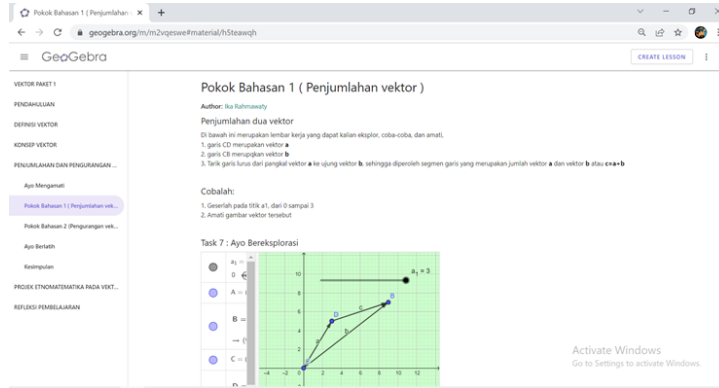 Pokok Bahasan 1 ( Penjumlahan
geogebra.org/m/m2vqeswe#material/h5teawqh
GeoGebra
CREATE LESSON
VEKTOR PAKET 1
PENDAHULUAN
DEFINISI VEKTOR
KONSEP VEKTOR
PENJUMLAHAN DAN PENGURANGAN ...
Ayo Mengamati
Pokok Bahasan 1 ( Penjumlahan vek...
Pokok Bahasan 2 (Pengurangan vek...
Ayo Berlatih
Kesimpulan
PROJEK ETNOMATEMATIKA PADA VEKT...
REFLEKSI PEMBELAJARAN
Pokok Bahasan 1 ( Penjumlahan vektor )
Author: Ika Rahmawaty
Penjumlahan dua vektor
Di bawah ini merupakan lembar kerja yang dapat kalian eksplor, coba-coba, dan amati,
1. garis CD merupakan vektor a
2. garis CB merupakan vektor b
3. Tarik garis lurus dari pangkal vektor a ke ujung vektor b, sehingga diperoleh segmen garis yang merupakan jumlah vektor a dan vektor b atau c=a+b
Cobalah:
1. Geserlah pada titik a1, dari 0 sampai 3
2. Amati gambar vektor tersebut
Task 7 : Ayo Bereksplorasi
a₁ =
0
A = (
B =
→ (
C = (
D =
a₁ = 3
10
8
6
4
2
0
-4 -2 0 2 4 6 8 10 12
D
B
c
a
b
Activate Windows
Go to Settings to activate Windows.